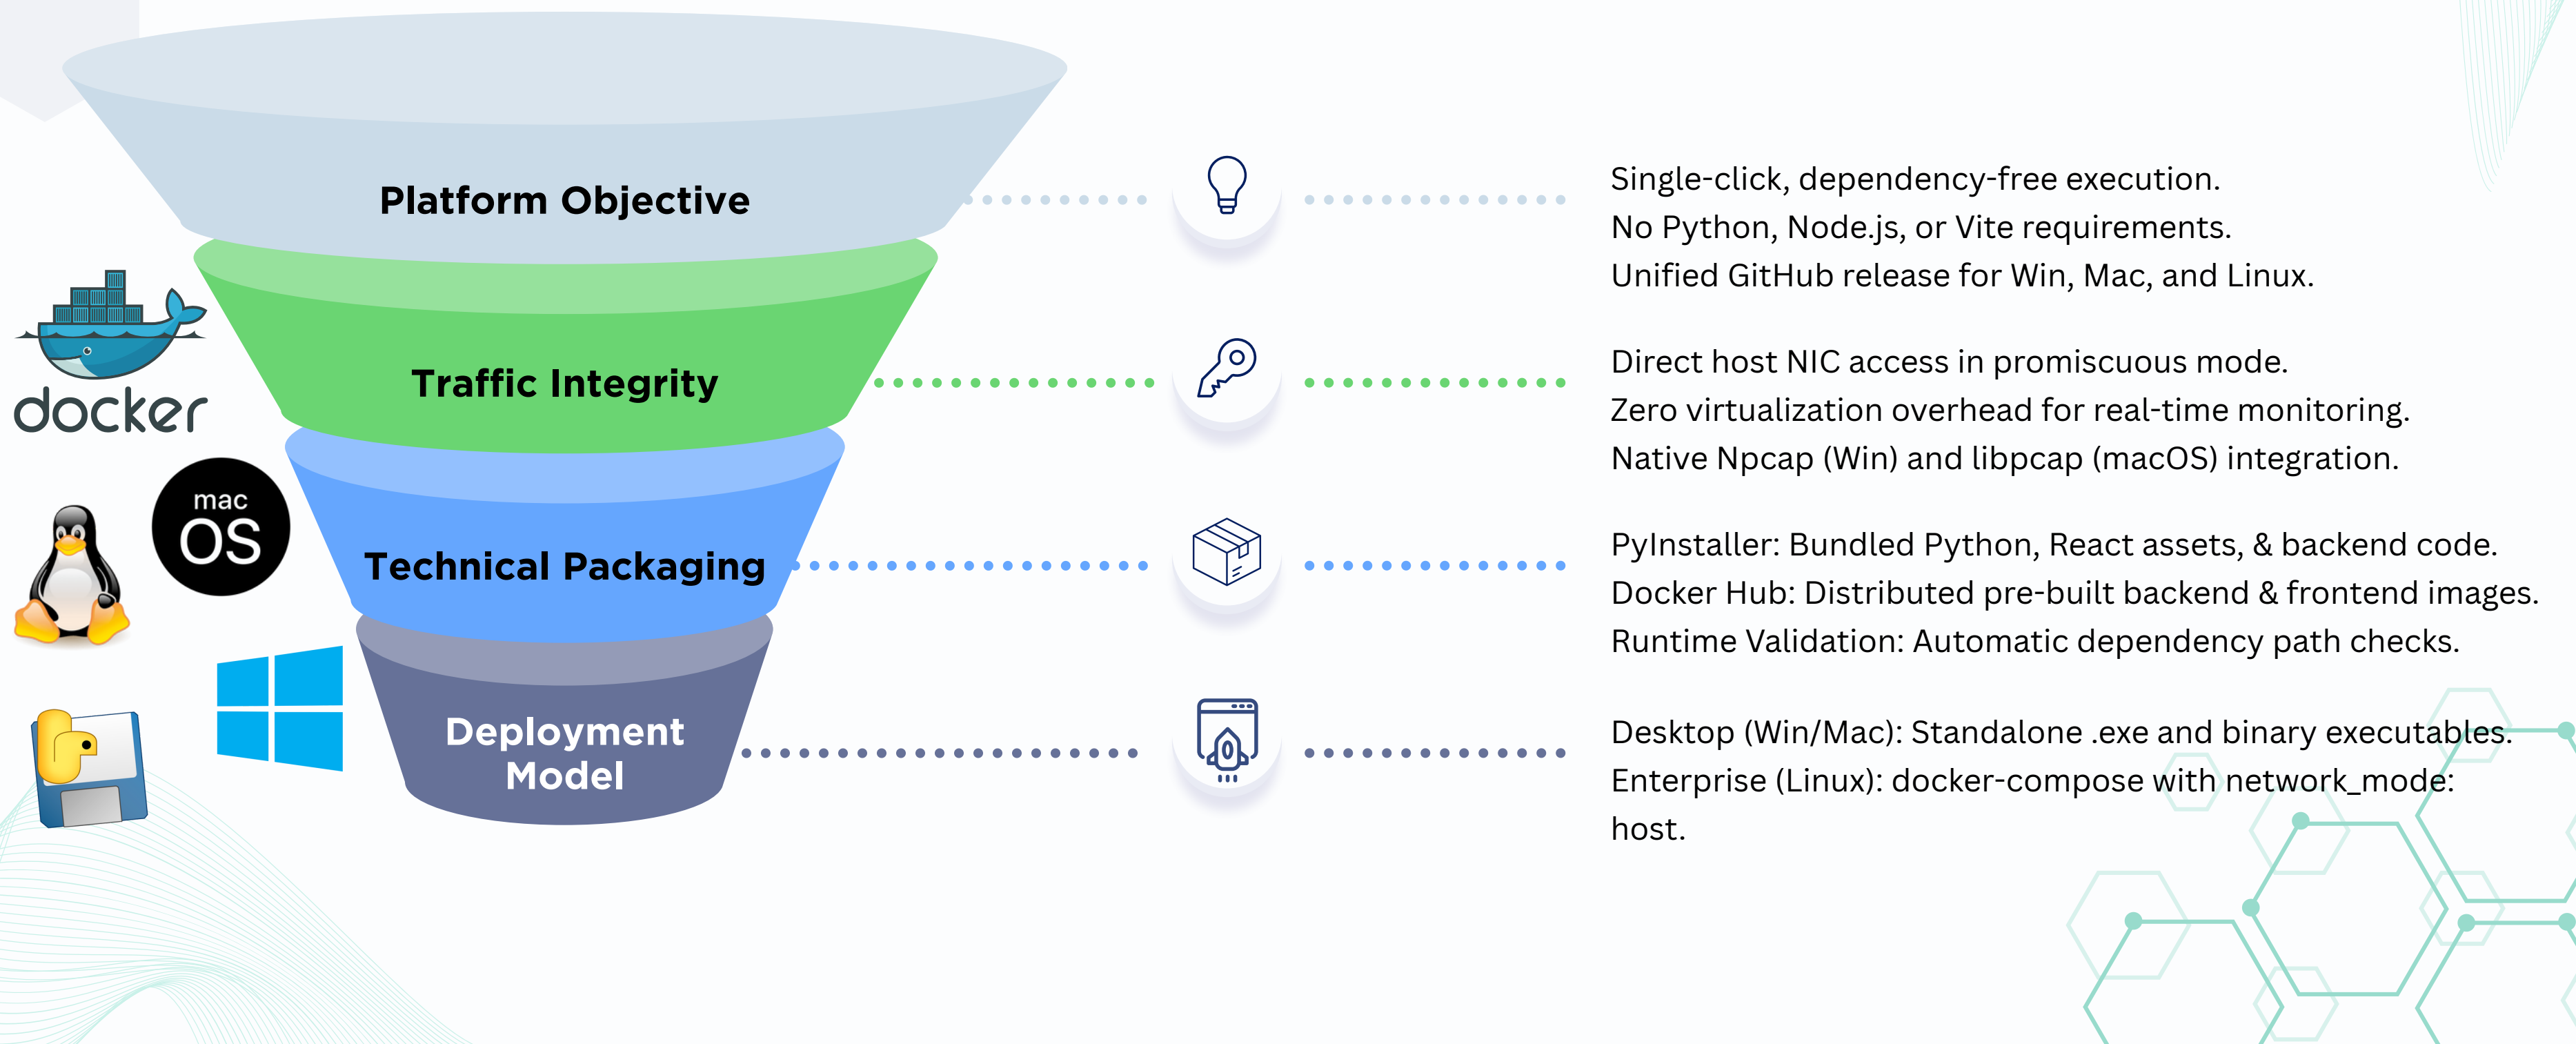 Platform Objective
Single-click, dependency-free execution.
No Python, Node.js, or Vite requirements.
Unified GitHub release for Win, Mac, and Linux.
docker
Traffic Integrity
Direct host NIC access in promiscuous mode.
Zero virtualization overhead for real-time monitoring.
Native Npcap (Win) and libpcap (macOS) integration.
mac
OS
Technical Packaging
PyInstaller: Bundled Python, React assets, & backend code.
Docker Hub: Distributed pre-built backend & frontend images.
Runtime Validation: Automatic dependency path checks.
Deployment
Model
Desktop (Win/Mac): Standalone .exe and binary executables.
Enterprise (Linux): docker-compose with network_mode:
host.